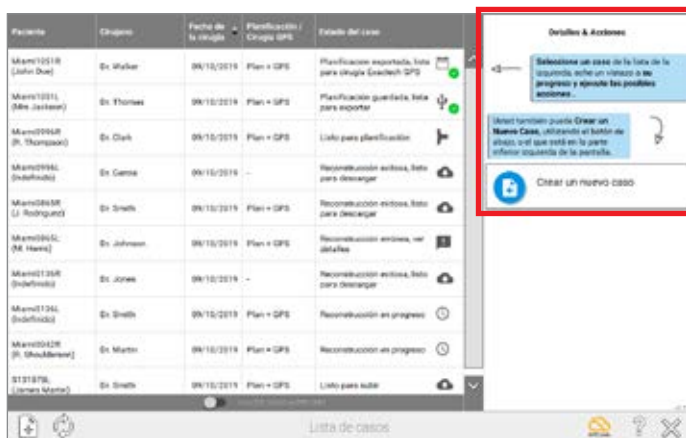 Paciente Cirujano Fecha de la cirugía Planificación / Cirugía GPS Estado del caso
Miami1051R (John Doe) Dr. Walker 09/10/2019 Plan + GPS Planificación exportada, lista para cirugía Exactech GPS
Miami1031L (Mrs Jackson) Dr. Thomas 09/10/2019 Plan + GPS Planificación guardada, lista para exportar
Miami0996R (R. Thompson) Dr. Clark 09/10/2019 Plan + GPS Listo para planificación
Miami0996L (Indefinido) Dr. Garcia 09/10/2019 - Reconstrucción exitosa, listo para descargar
Miami0865R (J. Rodriguez) Dr. Smith 09/10/2019 Plan + GPS Reconstrucción exitosa, listo para descargar
Miami0865L (M. Harris) Dr. Johnson 09/10/2019 Plan + GPS Reconstrucción errónea, ver detalles
Miami0136R (Indefinido) Dr. Jones 09/10/2019 - Reconstrucción exitosa, listo para descargar
Miami0136L (Indefinido) Dr. Smith 09/10/2019 Plan + GPS Reconstrucción en progreso
Miami0042R Dr. Martin 09/10/2019 Plan + GPS Reconstrucción en progreso
(James Martin) Dr. Smith 09/10/2019 Plan + GPS Listo para subir
Lista de casos
Detalles & Acciones
Seleccione un caso de la lista de la
izquierda, eche un vistazo a su
progreso y ejecute las posibles
acciones...
Usted también puede Crear un
Nuevo Caso, utilizando el botón de
abajo, o el que está en la parte
inferior izquierda de la pantalla.
Crear un nuevo caso